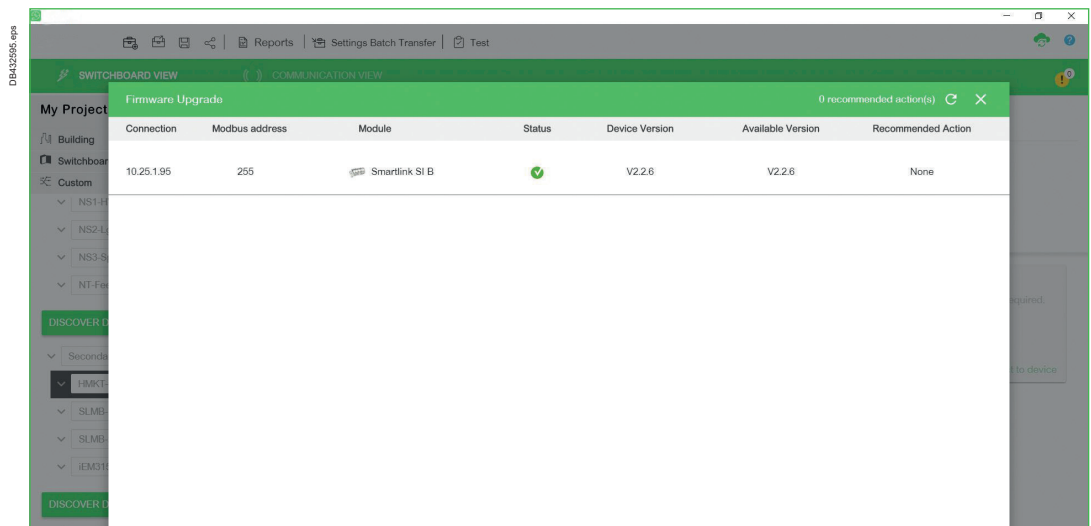 DB432595.eps
Reports
Settings Batch Transfer
Test
SWITCHBOARD VIEW
COMMUNICATION VIEW
0
My Project
Firmware Upgrade
0 recommended action(s)
Connection Modbus address Module Status Device Version Available Version Recommended Action
10.25.1.95 255 Smartlink SI B V2.2.6 V2.2.6 None
Building
Switchboar
Custom
NS1-H
NS2-L
NS3-S
NT-Fe
equired.
DISCOVER D
Seconda
t to device
HMKT-
SLMB-
SLMB-
iEM31
DISCOVER D